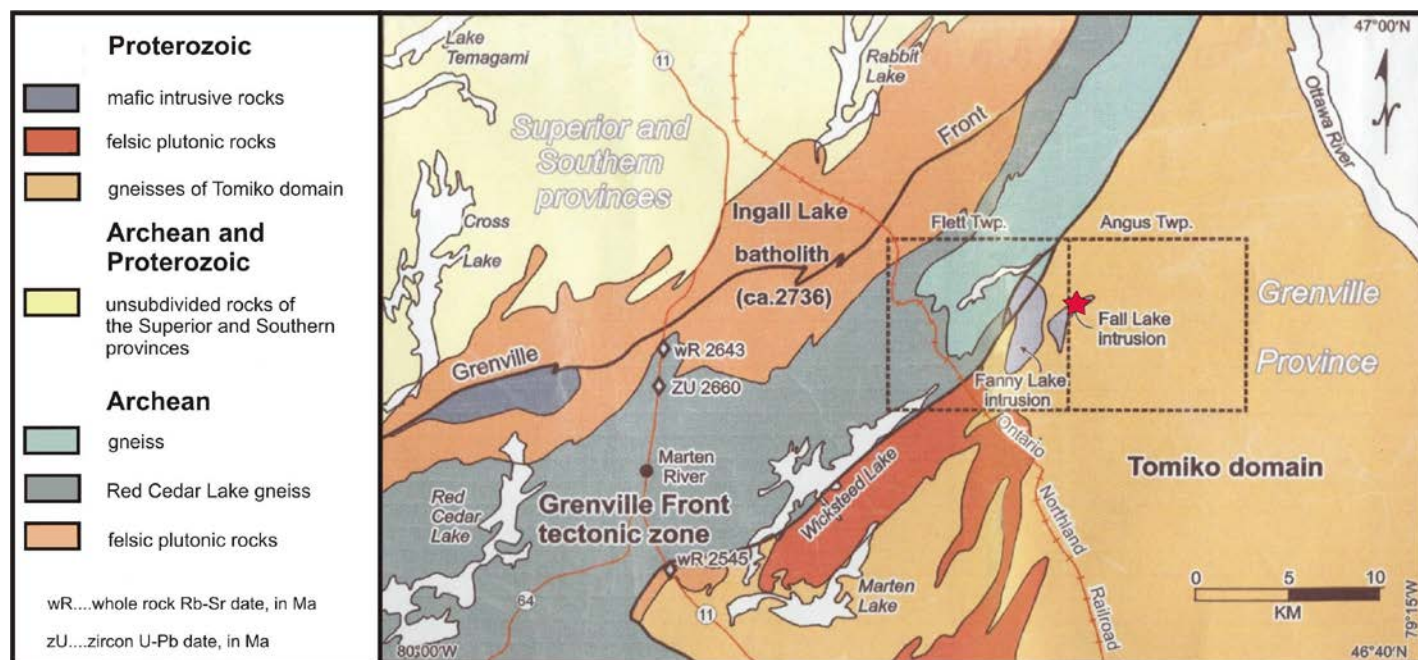 Proterozoic
mafic intrusive rocks
felsic plutonic rocks
gneisses of Tomiko domain
Archean and
Proterozoic
unsubdivided rocks of
the Superior and Southern
provinces
Archean
gneiss
Red Cedar Lake gneiss
felsic plutonic rocks
wR....whole rock Rb-Sr date, in Ma
zU....zircon U-Pb date, in Ma
Lake
Temagami
11
Rabbit
Lake
47°00'N
N
Ottawa River
Superior and
Southern
provinces
Front
Cross
Lake
Ingall Lake
batholith
(ca.2736)
Flett Twp.
Angus Twp.
Grenville
Province
Fall Lake
intrusion
Fanny Lake
intrusion
Grenville
wR 2643
ZU 2660
Marten
River
Ontario
Northland
Railroad
Tomiko domain
Red
Cedar
Lake
Grenville Front
tectonic zone
Wicksteed Lake
wR 2545
Marten
Lake
64
11
0 5 10
KM
79°15'W
80°00'W
46°40'N